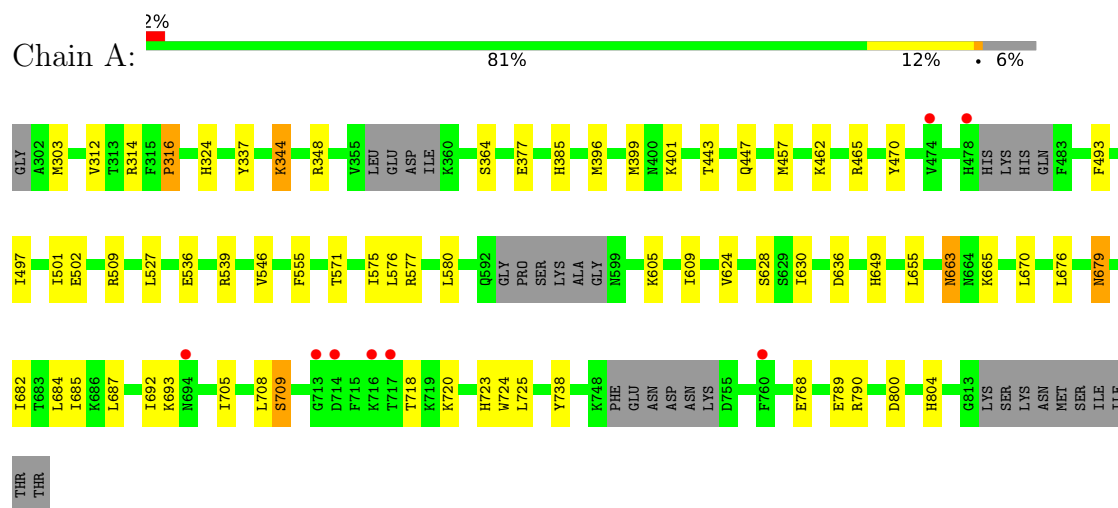 2%
Chain A:
81% 12% • 6%
GLY A302 M303 V312 T313 R314 F315 P316 H324 Y337 K344 R348 V355 LEU GLU ASP ILE K360 S364 E377 H385 M396 M399 N400 K401 T443 Q447 M457 K462 R465 Y470 V474 H478 HIS LYS HIS GLN F483 F493
I497 I501 E502 R509 L527 E536 R539 V546 F555 T571 I575 L576 R577 L580 Q592 GLY PRO SER LYS ALA GLY N599 K605 I609 V624 S628 S629 I630 D636 H649 L655 N663 N664 K665 L670 L676 N679
I682 T683 L684 I685 K686 L687 I692 K693 N694 I705 L708 S709 G713 D714 F715 K716 T717 T718 K719 K720 H723 W724 L725 Y738 K748 PHE GLU ASN ASP ASN LYS D755 F760 E768 E789 R790 D800 H804 G813 LYS SER LYS ASN MET SER ILE ILE
THR THR